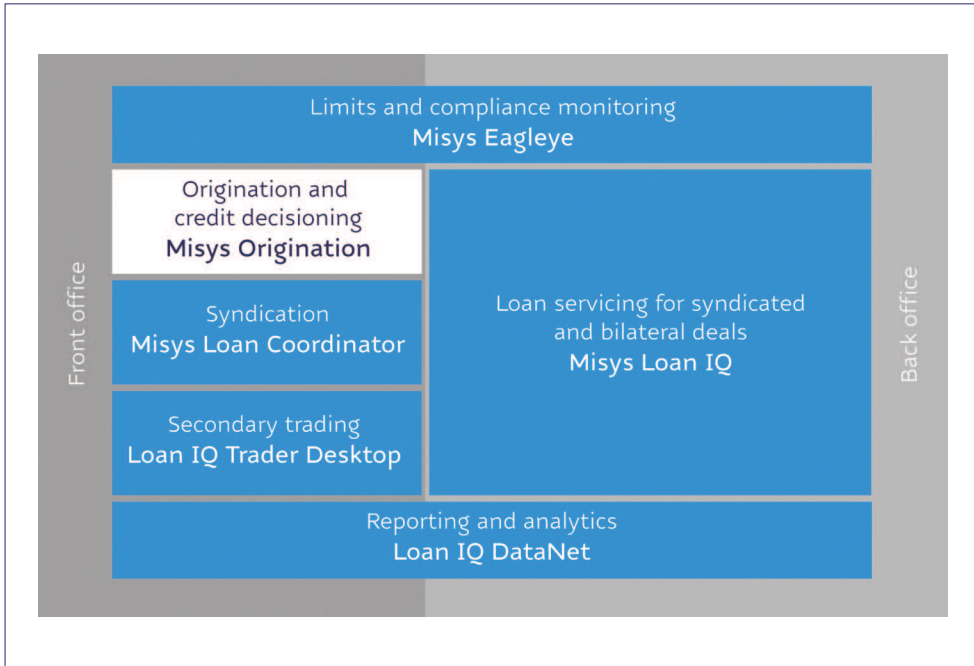 Limits and compliance monitoring
Misys Eagleye
Origination and
credit decisioning
Misys Origination
Syndication
Misys Loan Coordinator
Secondary trading
Loan IQ Trader Desktop
Loan servicing for syndicated
and bilateral deals
Misys Loan IQ
Reporting and analytics
Loan IQ DataNet
Front office
Back office